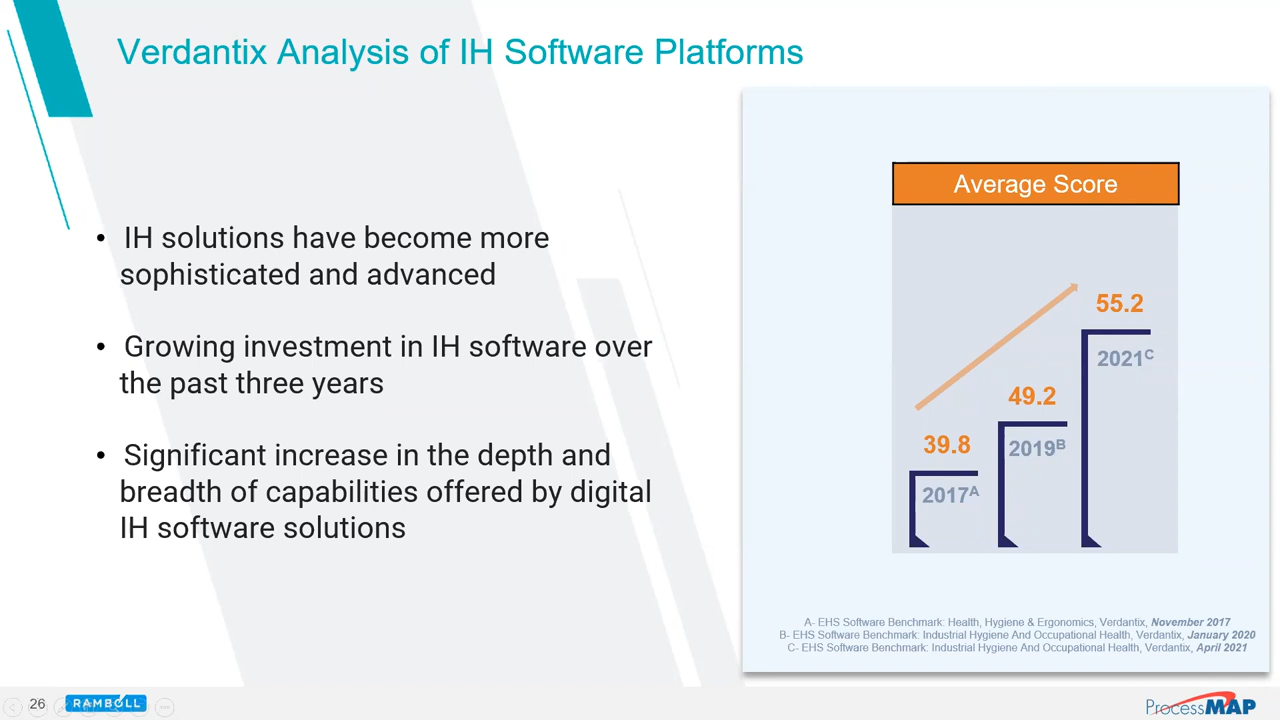 Verdantix Analysis of IH Software Platforms
• IH solutions have become more
sophisticated and advanced
• Growing investment in IH software over
the past three years
• Significant increase in the depth and
breadth of capabilities offered by digital
IH software solutions
Average Score
55.2
2021C
49.2
2019B
39.8
2017A
A- EHS Software Benchmark: Health, Hygiene & Ergonomics, Verdantix, November 2017
B- EHS Software Benchmark: Industrial Hygiene And Occupational Health, Verdantix, January 2020
C- EHS Software Benchmark: Industrial Hygiene And Occupational Health, Verdantix, April 2021
26
RAMBOLL
ProcessMAP